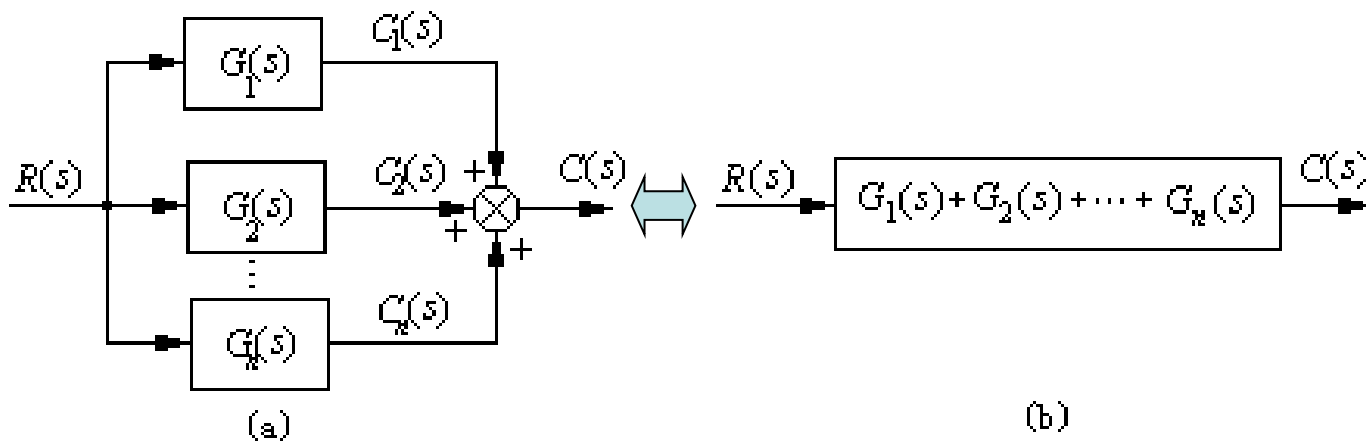 C₁(s)
G₁(s)
R(s)
+
C₂(s)
C(s)
G₂(s)
+
+
⋮
Cₙ(s)
Gₙ(s)
(a)
R(s)
G₁(s)+G₂(s)+⋯+Gₙ(s)
C(s)
(b)